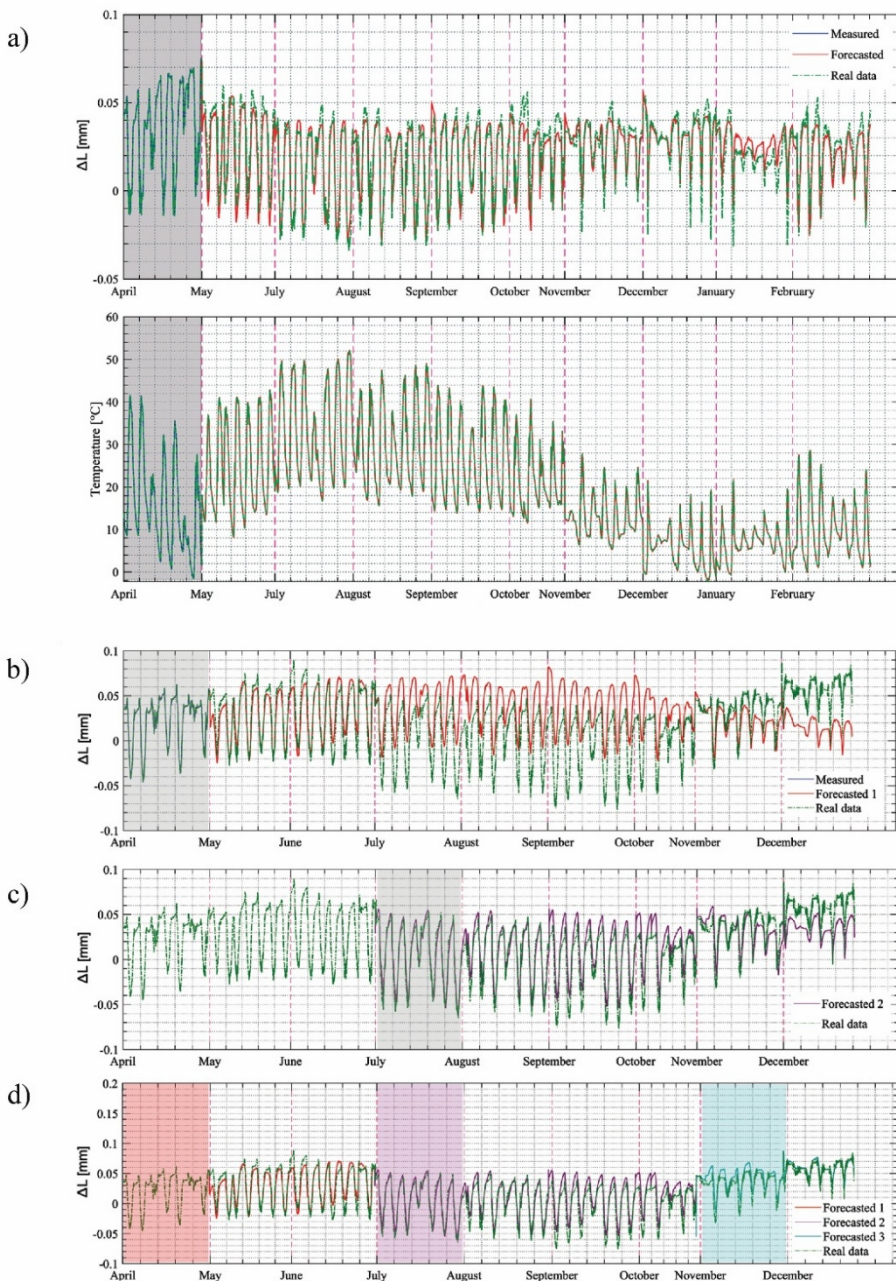 a)
Measured
Forecasted
Real data
0.1
0.05
0
-0.05
ΔL [mm]
April May July August September October November December January February
60
50
40
30
20
10
0
Temperature [°C]
April May July August September October November December January February
b)
0.1
0.05
0
-0.05
-0.1
ΔL [mm]
Measured
Forecasted 1
Real data
April May June July August September October November December
c)
0.1
0.05
0
-0.05
-0.1
ΔL [mm]
Forecasted 2
Real data
April May June July August September October November December
d)
0.2
0.15
0.1
0.05
0
-0.05
-0.1
ΔL [mm]
Forecasted 1
Forecasted 2
Forecasted 3
Real data
April May June July August September October November December